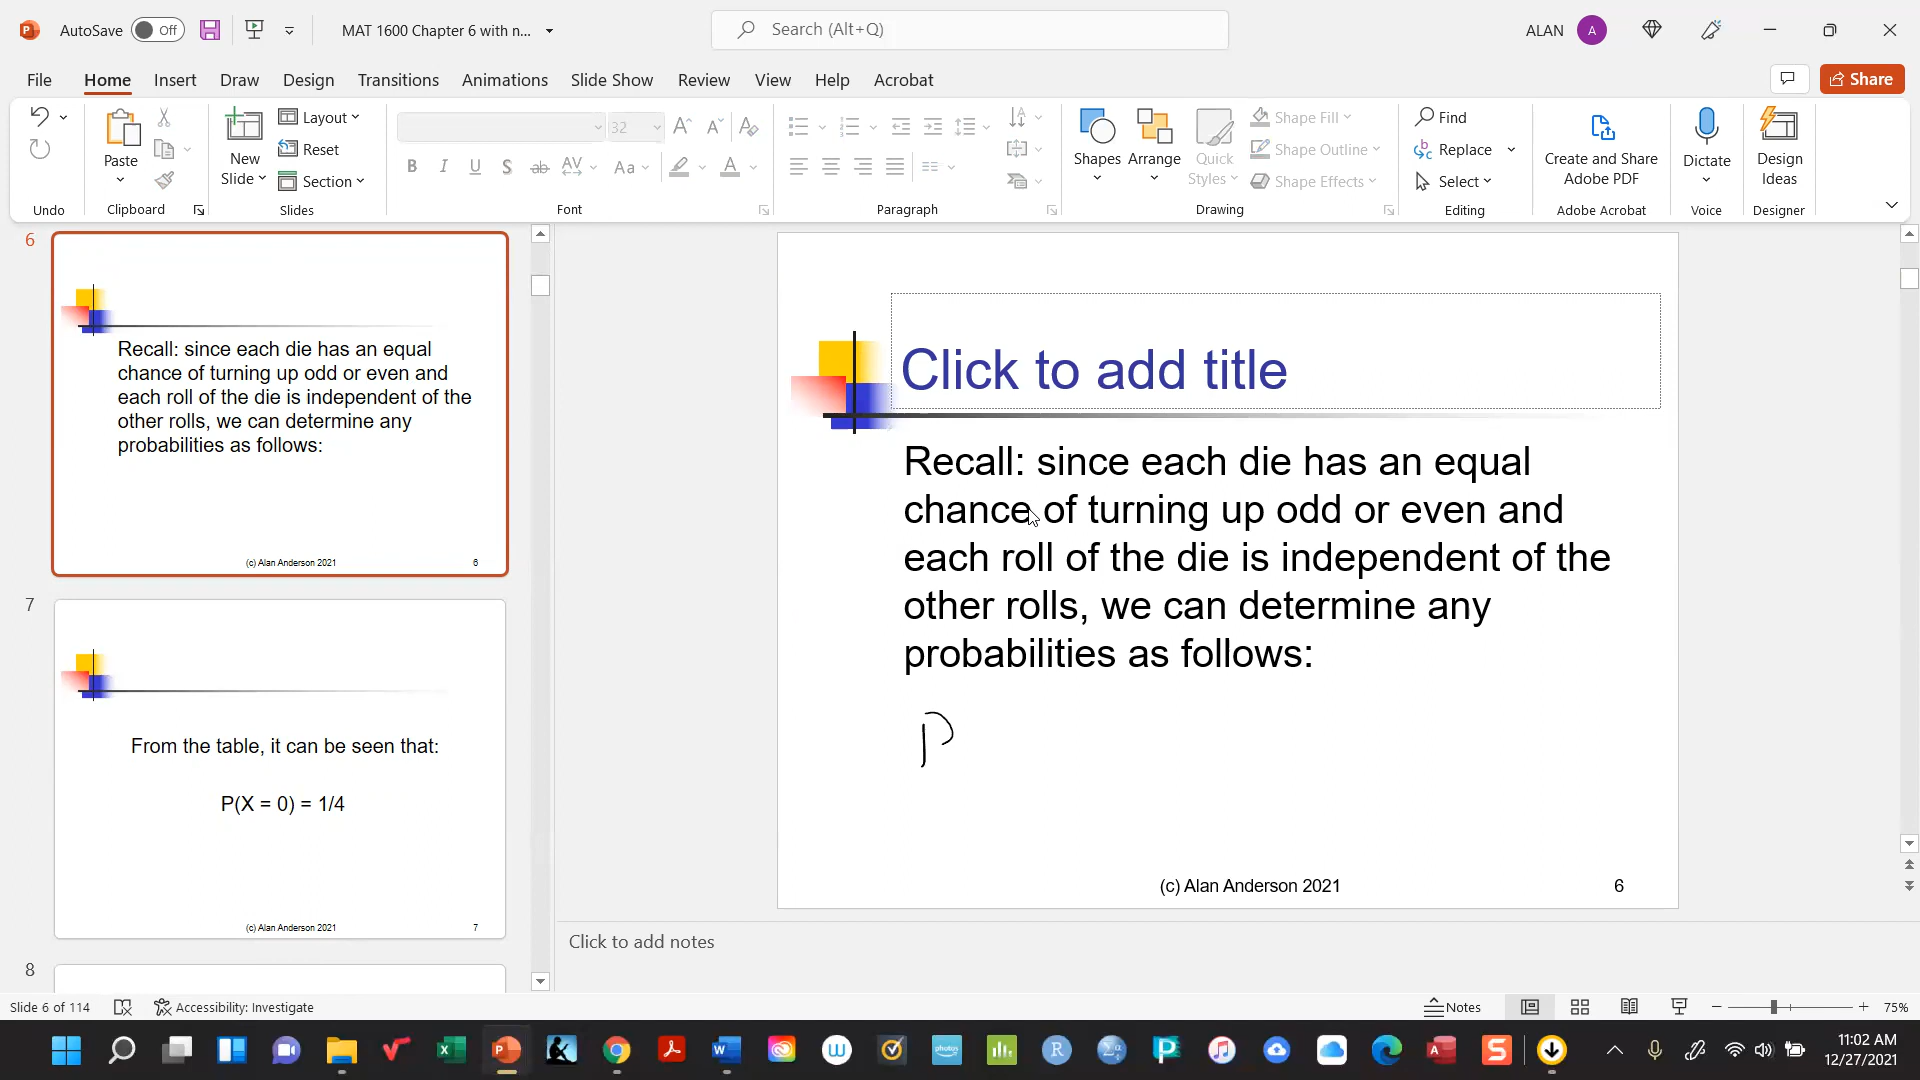 AutoSave Off MAT 1600 Chapter 6 with n... Search (Alt+Q) ALAN A
File Home Insert Draw Design Transitions Animations Slide Show Review View Help Acrobat Share
Undo
Paste
Clipboard
New Slide
Layout
Reset
Section
Slides
32
B I U S ab AV Aa A
Font
Paragraph
Shapes Arrange Quick Styles
Shape Fill
Shape Outline
Shape Effects
Drawing
Find
Replace
Select
Editing
Create and Share Adobe PDF
Adobe Acrobat
Dictate
Voice
Design Ideas
Designer
6
Recall: since each die has an equal
chance of turning up odd or even and
each roll of the die is independent of the
other rolls, we can determine any
probabilities as follows:
(c) Alan Anderson 2021 6
7
From the table, it can be seen that:
P(X = 0) = 1/4
(c) Alan Anderson 2021 7
8
Click to add title
Recall: since each die has an equal
chance of turning up odd or even and
each roll of the die is independent of the
other rolls, we can determine any
probabilities as follows:
P
(c) Alan Anderson 2021 6
Click to add notes
Slide 6 of 114 Accessibility: Investigate Notes 75%
11:02 AM
12/27/2021